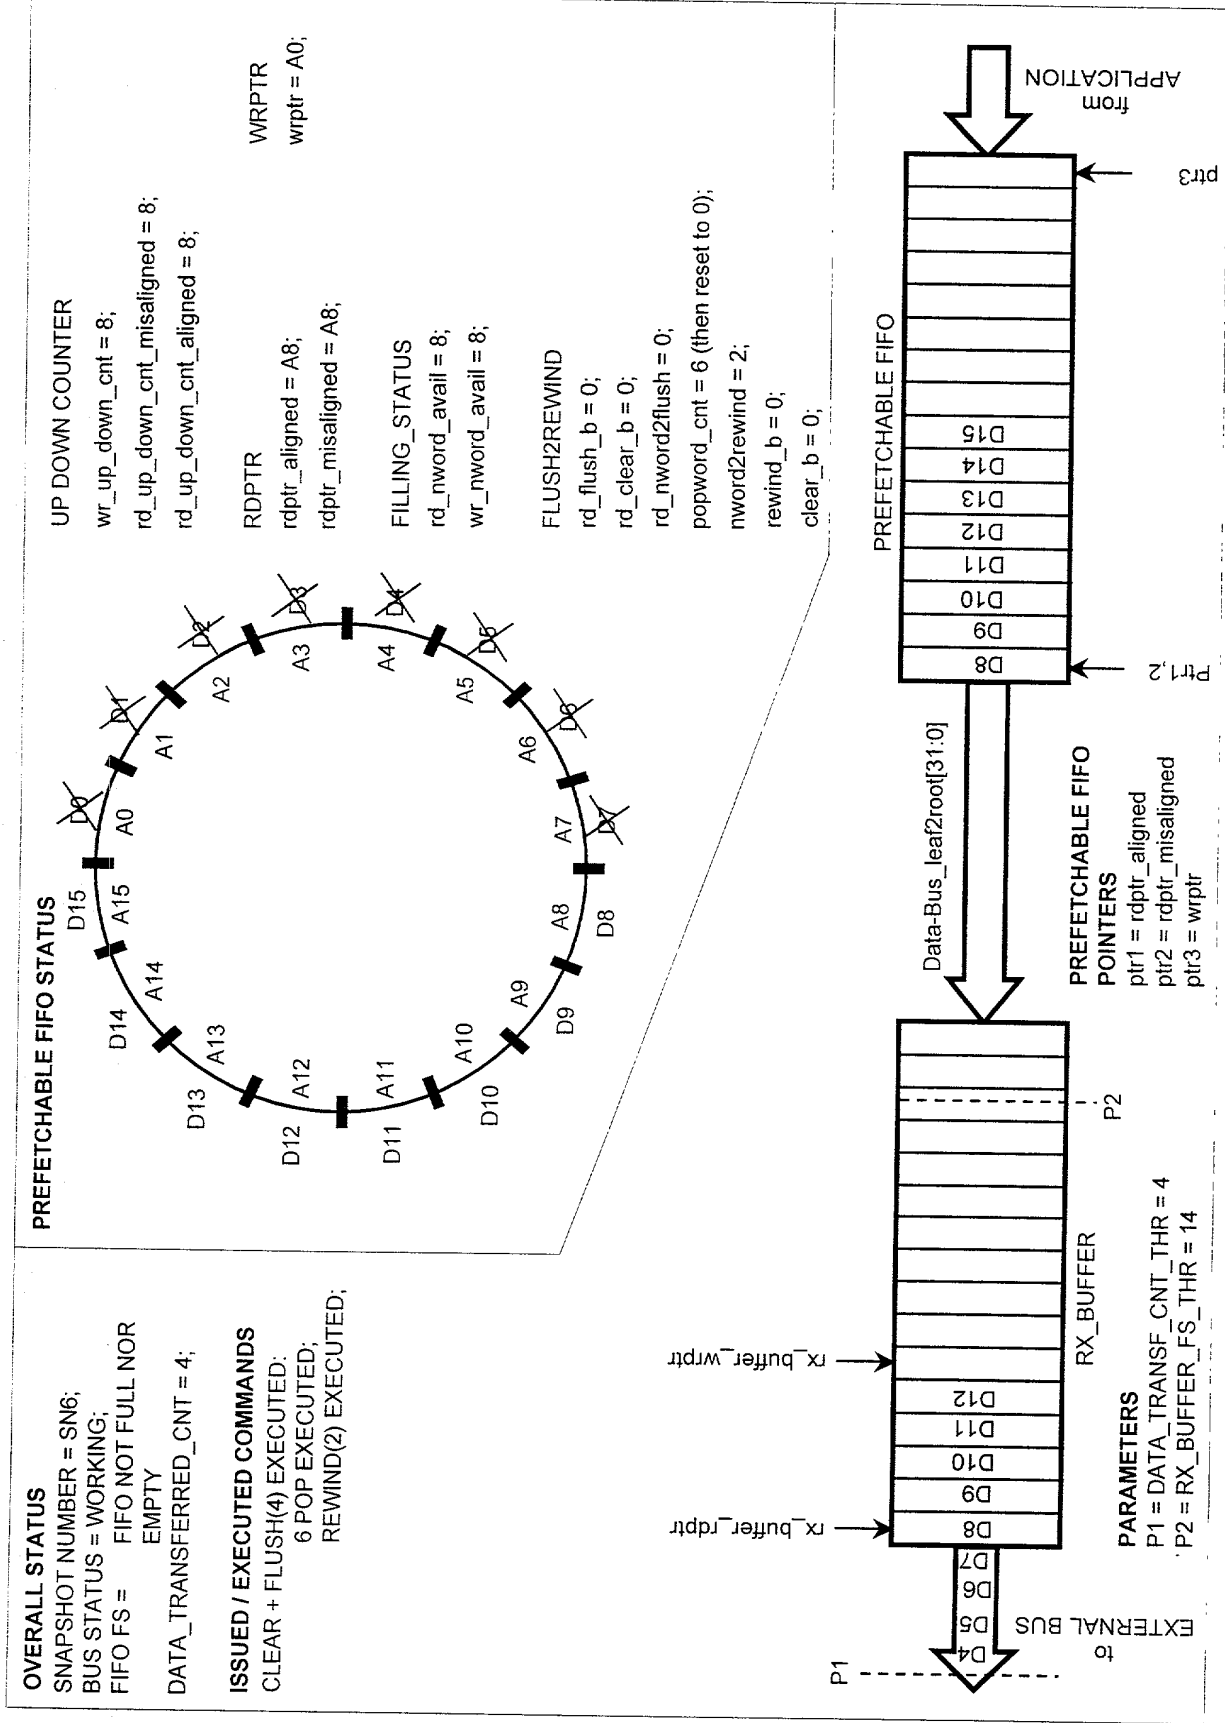 OVERALL STATUS
SNAPSHOT NUMBER = SN6;
BUS STATUS = WORKING;
FIFO FS = FIFO NOT FULL NOR
EMPTY
DATA_TRANSFERRED_CNT = 4;
ISSUED / EXECUTED COMMANDS
CLEAR + FLUSH(4) EXECUTED:
6 POP EXECUTED;
REWIND(2) EXECUTED;
PREFETCHABLE FIFO STATUS
D0
D1
D2
D3
D4
D5
D6
D7
D8
D9
D10
D11
D12
D13
D14
D15
A0
A1
A2
A3
A4
A5
A6
A7
A8
A9
A10
A11
A12
A13
A14
A15
UP DOWN COUNTER
wr_up_down_cnt = 8;
rd_up_down_cnt_misaligned = 8;
rd_up_down_cnt_aligned = 8;
RDPTR
rdptr_aligned = A8;
rdptr_misaligned = A8;
WRPTR
wrptr = A0;
FILLING_STATUS
rd_nword_avail = 8;
wr_nword_avail = 8;
FLUSH2REWIND
rd_flush_b = 0;
rd_clear_b = 0;
rd_nword2flush = 0;
popword_cnt = 6 (then reset to 0);
nword2rewind = 2;
rewind_b = 0;
clear_b = 0;
P1
to
EXTERNAL BUS
D4
D5
D6
D7
rx_buffer_rdptr
rx_buffer_wrptr
D8
D9
D10
D11
D12
RX_BUFFER
P2
Data-Bus_leaf2root[31:0]
PREFETCHABLE FIFO
D8
D9
D10
D11
D12
D13
D14
D15
Ptr1,2
ptr3
from
APPLICATION
PARAMETERS
P1 = DATA_TRANSF_CNT_THR = 4
P2 = RX_BUFFER_FS_THR = 14
PREFETCHABLE FIFO
POINTERS
ptr1 = rdptr_aligned
ptr2 = rdptr_misaligned
ptr3 = wrptr